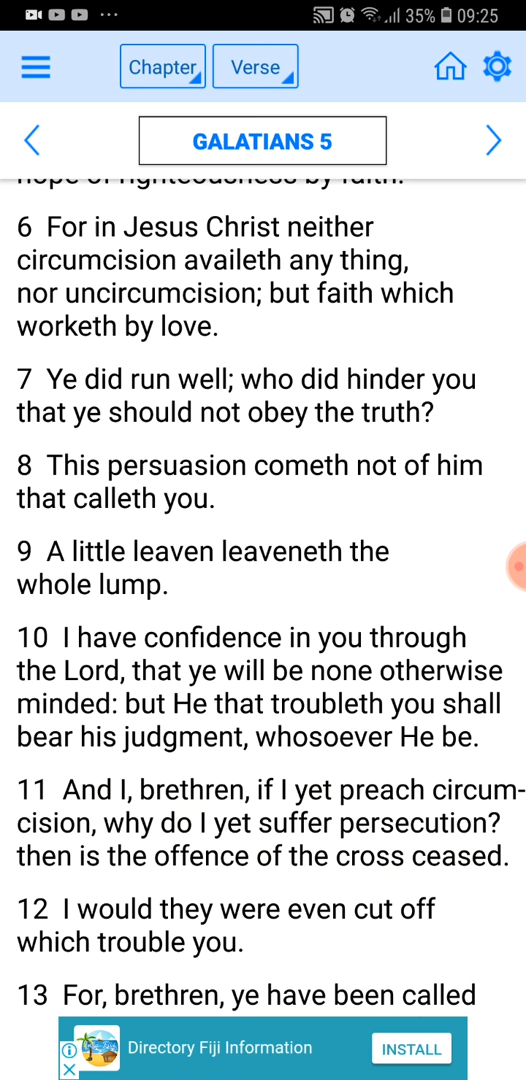 35% 09:25
Chapter Verse
GALATIANS 5
hope of righteousness by faith.
6 For in Jesus Christ neither
circumcision availeth any thing,
nor uncircumcision; but faith which
worketh by love.
7 Ye did run well; who did hinder you
that ye should not obey the truth?
8 This persuasion cometh not of him
that calleth you.
9 A little leaven leaveneth the
whole lump.
10 I have confidence in you through
the Lord, that ye will be none otherwise
minded: but He that troubleth you shall
bear his judgment, whosoever He be.
11 And I, brethren, if I yet preach circum-
cision, why do I yet suffer persecution?
then is the offence of the cross ceased.
12 I would they were even cut off
which trouble you.
13 For, brethren, ye have been called
Directory Fiji Information
INSTALL